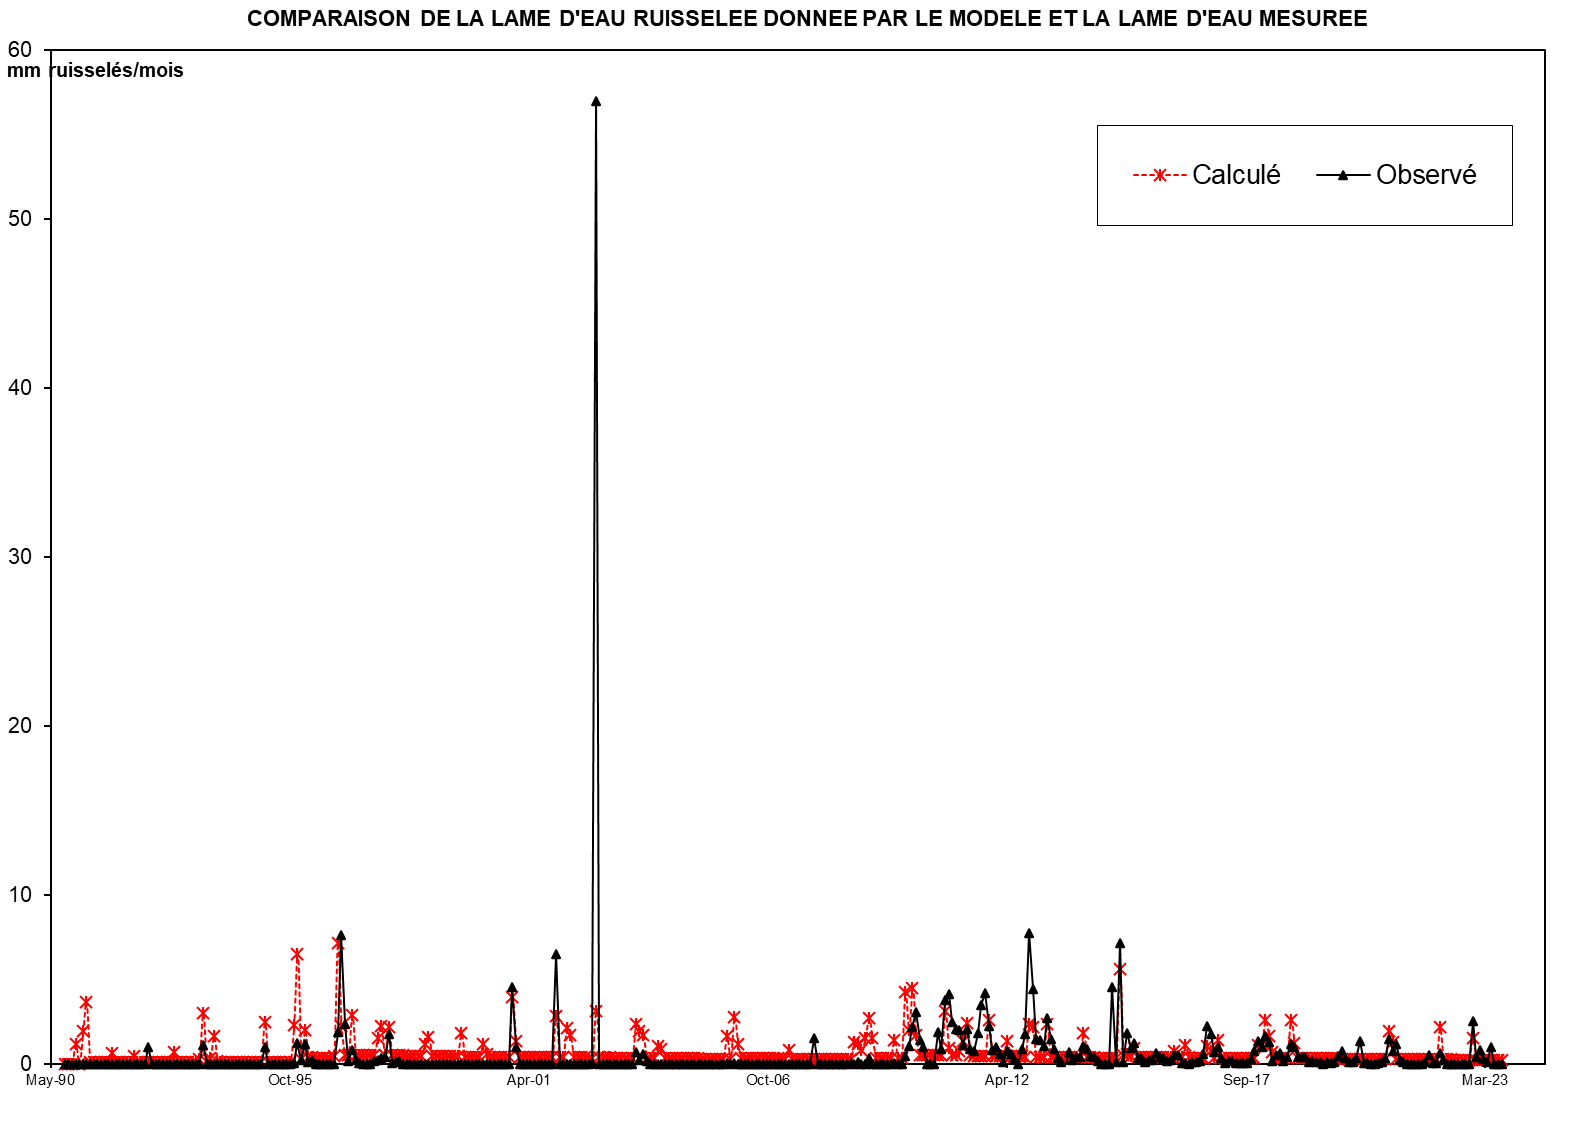 COMPARAISON DE LA LAME D'EAU RUISSELEE DONNEE PAR LE MODELE ET LA LAME D'EAU MESUREE
60
mm ruisselés/mois
Calculé Observé
50
40
30
20
10
0
May-90 Oct-95 Apr-01 Oct-06 Apr-12 Sep-17 Mar-23